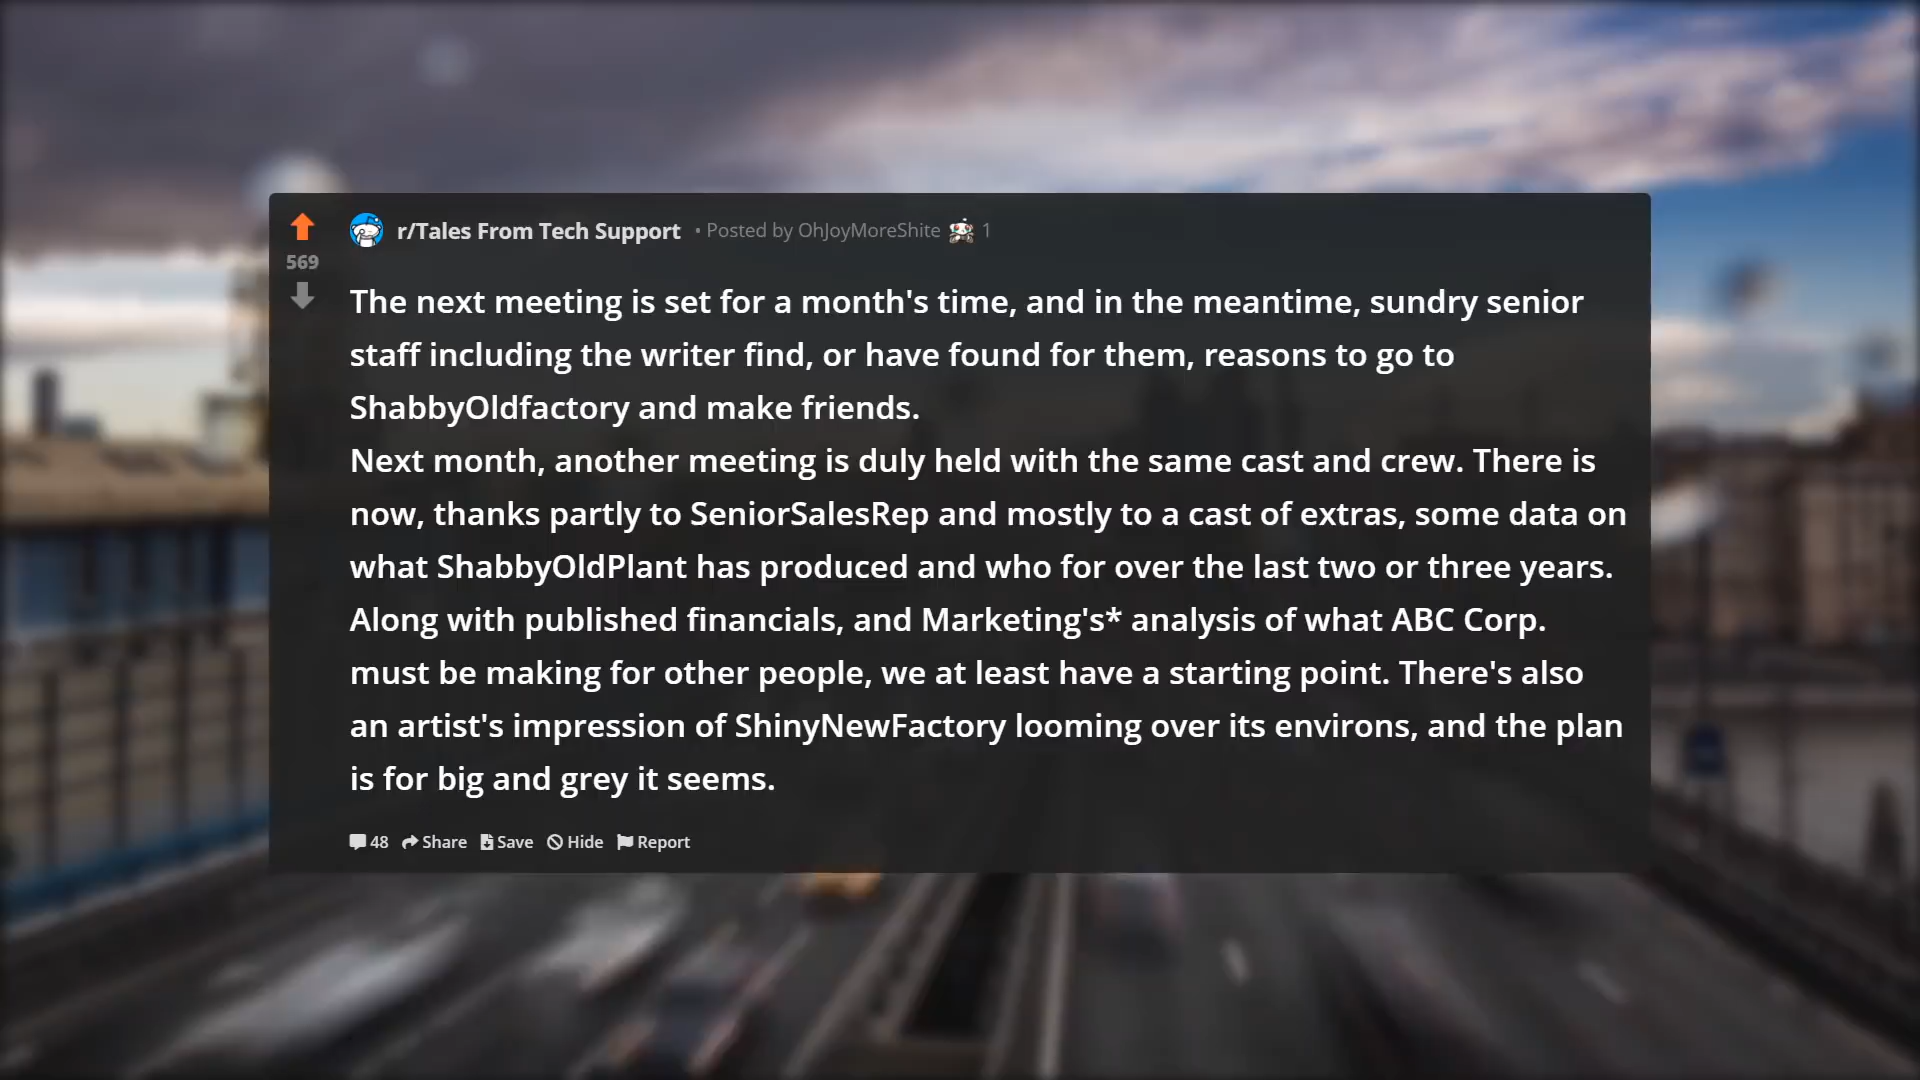 r/Tales From Tech Support • Posted by OhJoyMoreShite 1
569
The next meeting is set for a month's time, and in the meantime, sundry senior
staff including the writer find, or have found for them, reasons to go to
ShabbyOldfactory and make friends.
Next month, another meeting is duly held with the same cast and crew. There is
now, thanks partly to SeniorSalesRep and mostly to a cast of extras, some data on
what ShabbyOldPlant has produced and who for over the last two or three years.
Along with published financials, and Marketing's* analysis of what ABC Corp.
must be making for other people, we at least have a starting point. There's also
an artist's impression of ShinyNewFactory looming over its environs, and the plan
is for big and grey it seems.
48 Share Save Hide Report